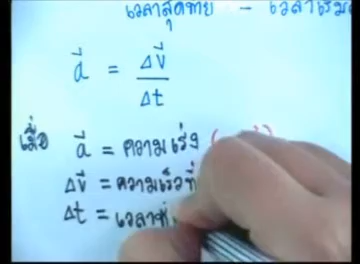 เวลาสุดท้าย - เวลาเริ่ม
a⃗ = Δv⃗ / Δt
เมื่อ a⃗ = ความเร่ง (
Δv⃗ = ความเร็วที่
Δt = เวลาที่